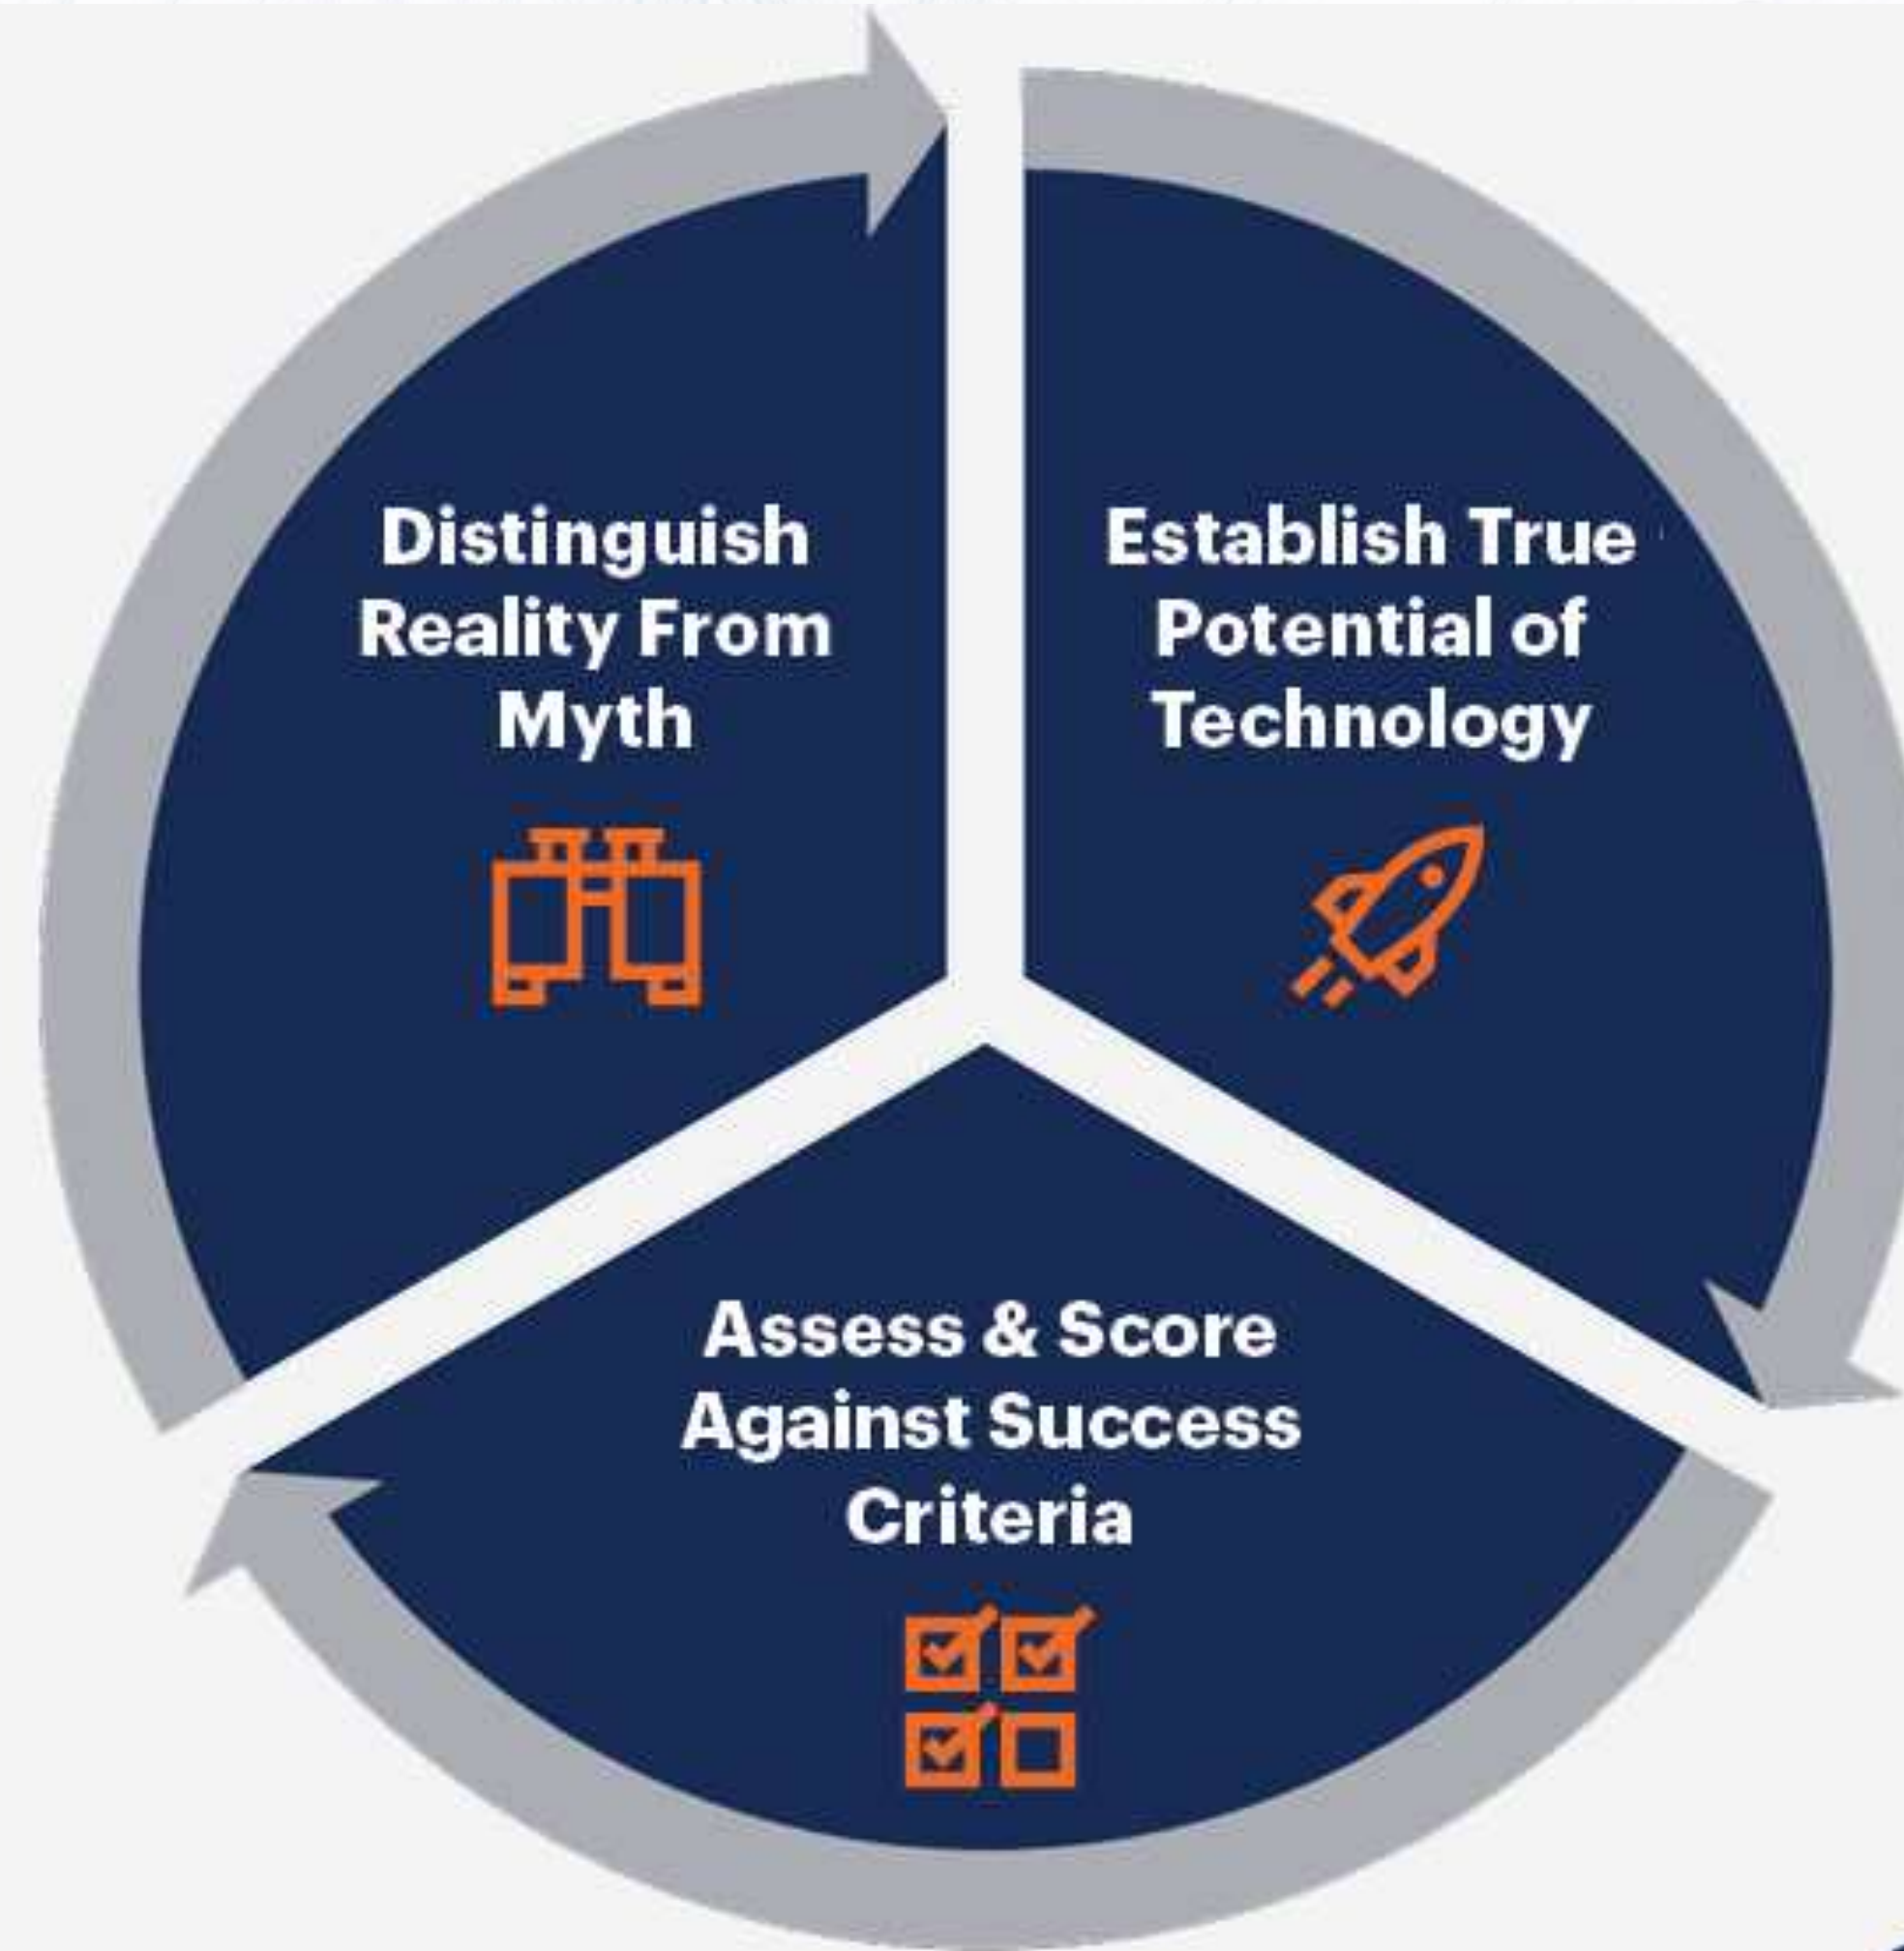 Distinguish
Reality From
Myth
Establish True
Potential of
Technology
Assess & Score
Against Success
Criteria